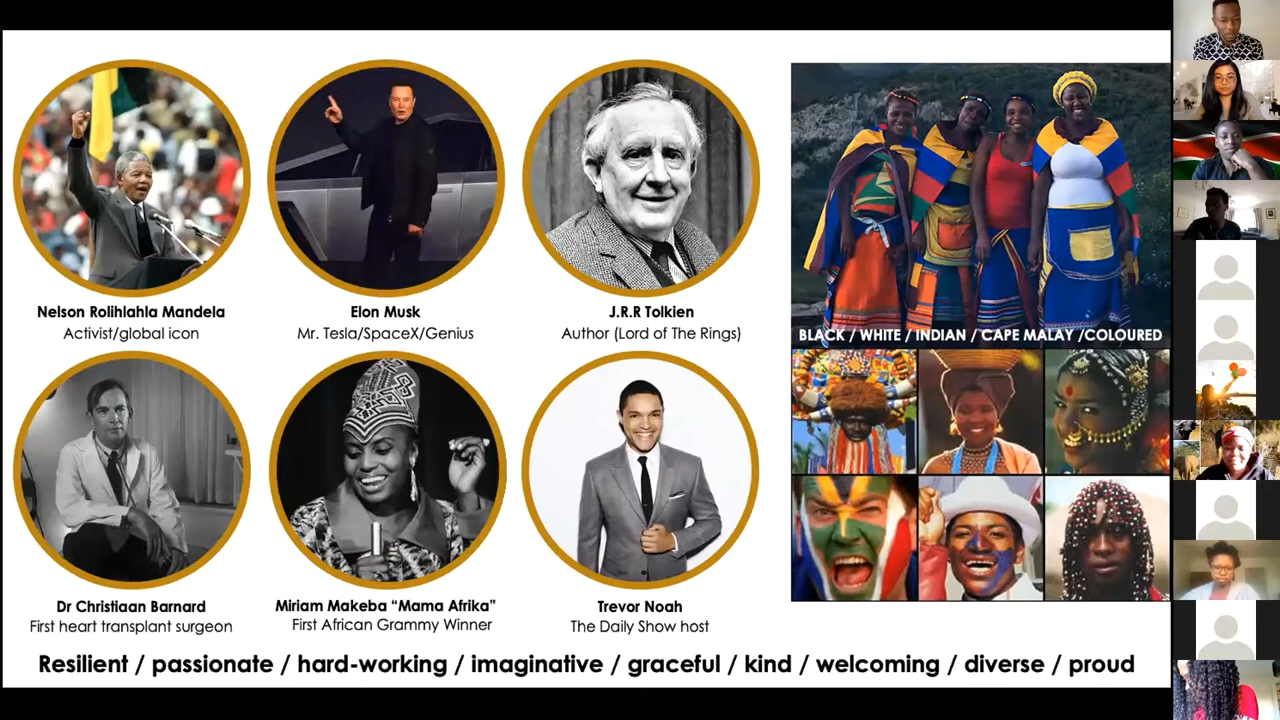 Nelson Rolihlahla Mandela
Activist/global icon
Elon Musk
Mr. Tesla/SpaceX/Genius
J.R.R Tolkien
Author (Lord of The Rings)
BLACK / WHITE / INDIAN / CAPE MALAY /COLOURED
Dr Christiaan Barnard
First heart transplant surgeon
Miriam Makeba “Mama Afrika”
First African Grammy Winner
Trevor Noah
The Daily Show host
Resilient / passionate / hard-working / imaginative / graceful / kind / welcoming / diverse / proud